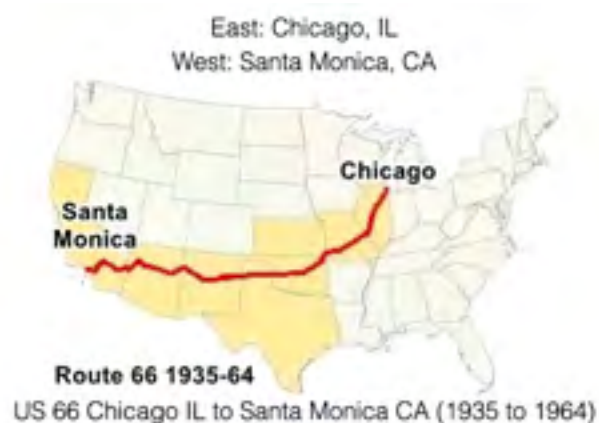 East: Chicago, IL
West: Santa Monica, CA
Chicago
Santa
Monica
Route 66 1935-64
US 66 Chicago IL to Santa Monica CA (1935 to 1964)